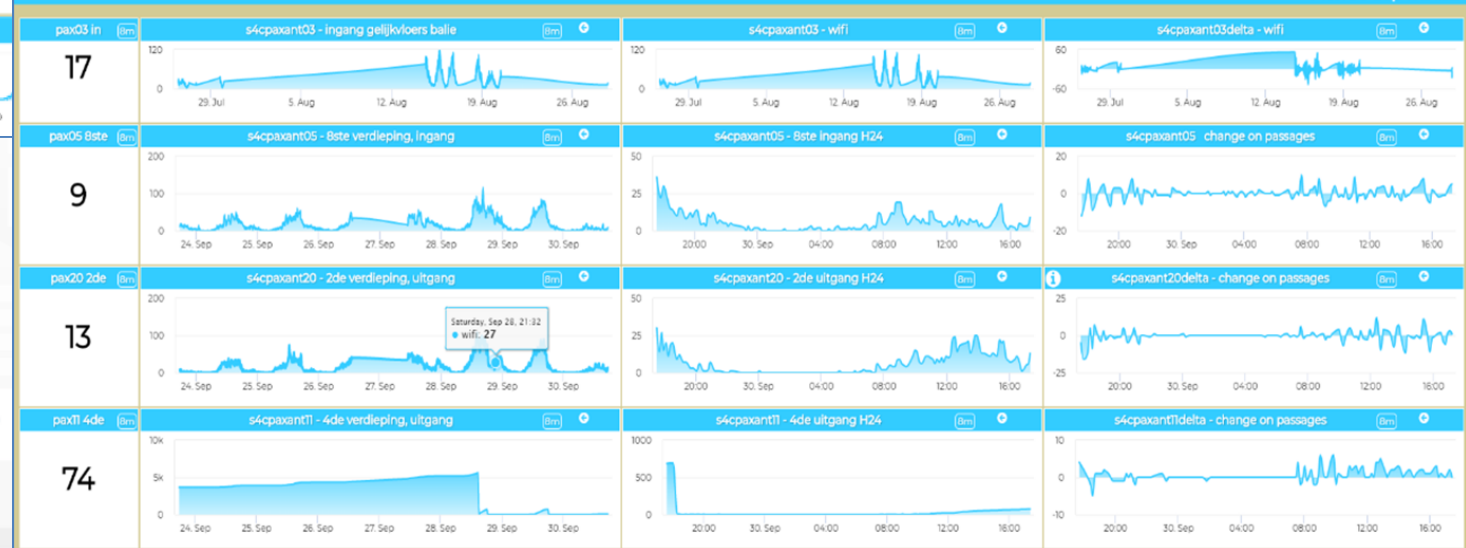 pax03 in 8m s4cpaxant03 - ingang gelijkvloers balie 8m s4cpaxant03 - wifi 8m s4cpaxant03delta - wifi 8m
17
120
0
29. Jul 5. Aug 12. Aug 19. Aug 26. Aug
120
0
29. Jul 5. Aug 12. Aug 19. Aug 26. Aug
60
-60
29. Jul 5. Aug 12. Aug 19. Aug 26. Aug
pax05 8ste 8m s4cpaxant05 - 8ste verdieping, ingang 8m s4cpaxant05 - 8ste ingang H24 8m s4cpaxant05 change on passages 8m
9
200
100
0
24. Sep 25. Sep 26. Sep 27. Sep 28. Sep 29. Sep 30. Sep
50
25
0
20:00 30. Sep 04:00 08:00 12:00 16:00
20
0
-20
20:00 30. Sep 04:00 08:00 12:00 16:00
pax20 2de 8m s4cpaxant20 - 2de verdieping, uitgang 8m s4cpaxant20 - 2de uitgang H24 8m s4cpaxant20delta - change on passages 8m
13
200
100
0
Saturday, Sep 28, 21:32
wifi: 27
24. Sep 25. Sep 26. Sep 27. Sep 28. Sep 29. Sep 30. Sep
50
25
0
20:00 30. Sep 04:00 08:00 12:00 16:00
25
0
-25
20:00 30. Sep 04:00 08:00 12:00 16:00
pax11 4de 8m s4cpaxant11 - 4de verdieping, uitgang 8m s4cpaxant11 - 4de uitgang H24 8m s4cpaxant11delta - change on passages 8m
74
10k
5k
0
24. Sep 25. Sep 26. Sep 27. Sep 28. Sep 29. Sep 30. Sep
1000
500
0
20:00 30. Sep 04:00 08:00 12:00 16:00
10
0
-10
20:00 30. Sep 04:00 08:00 12:00 16:00